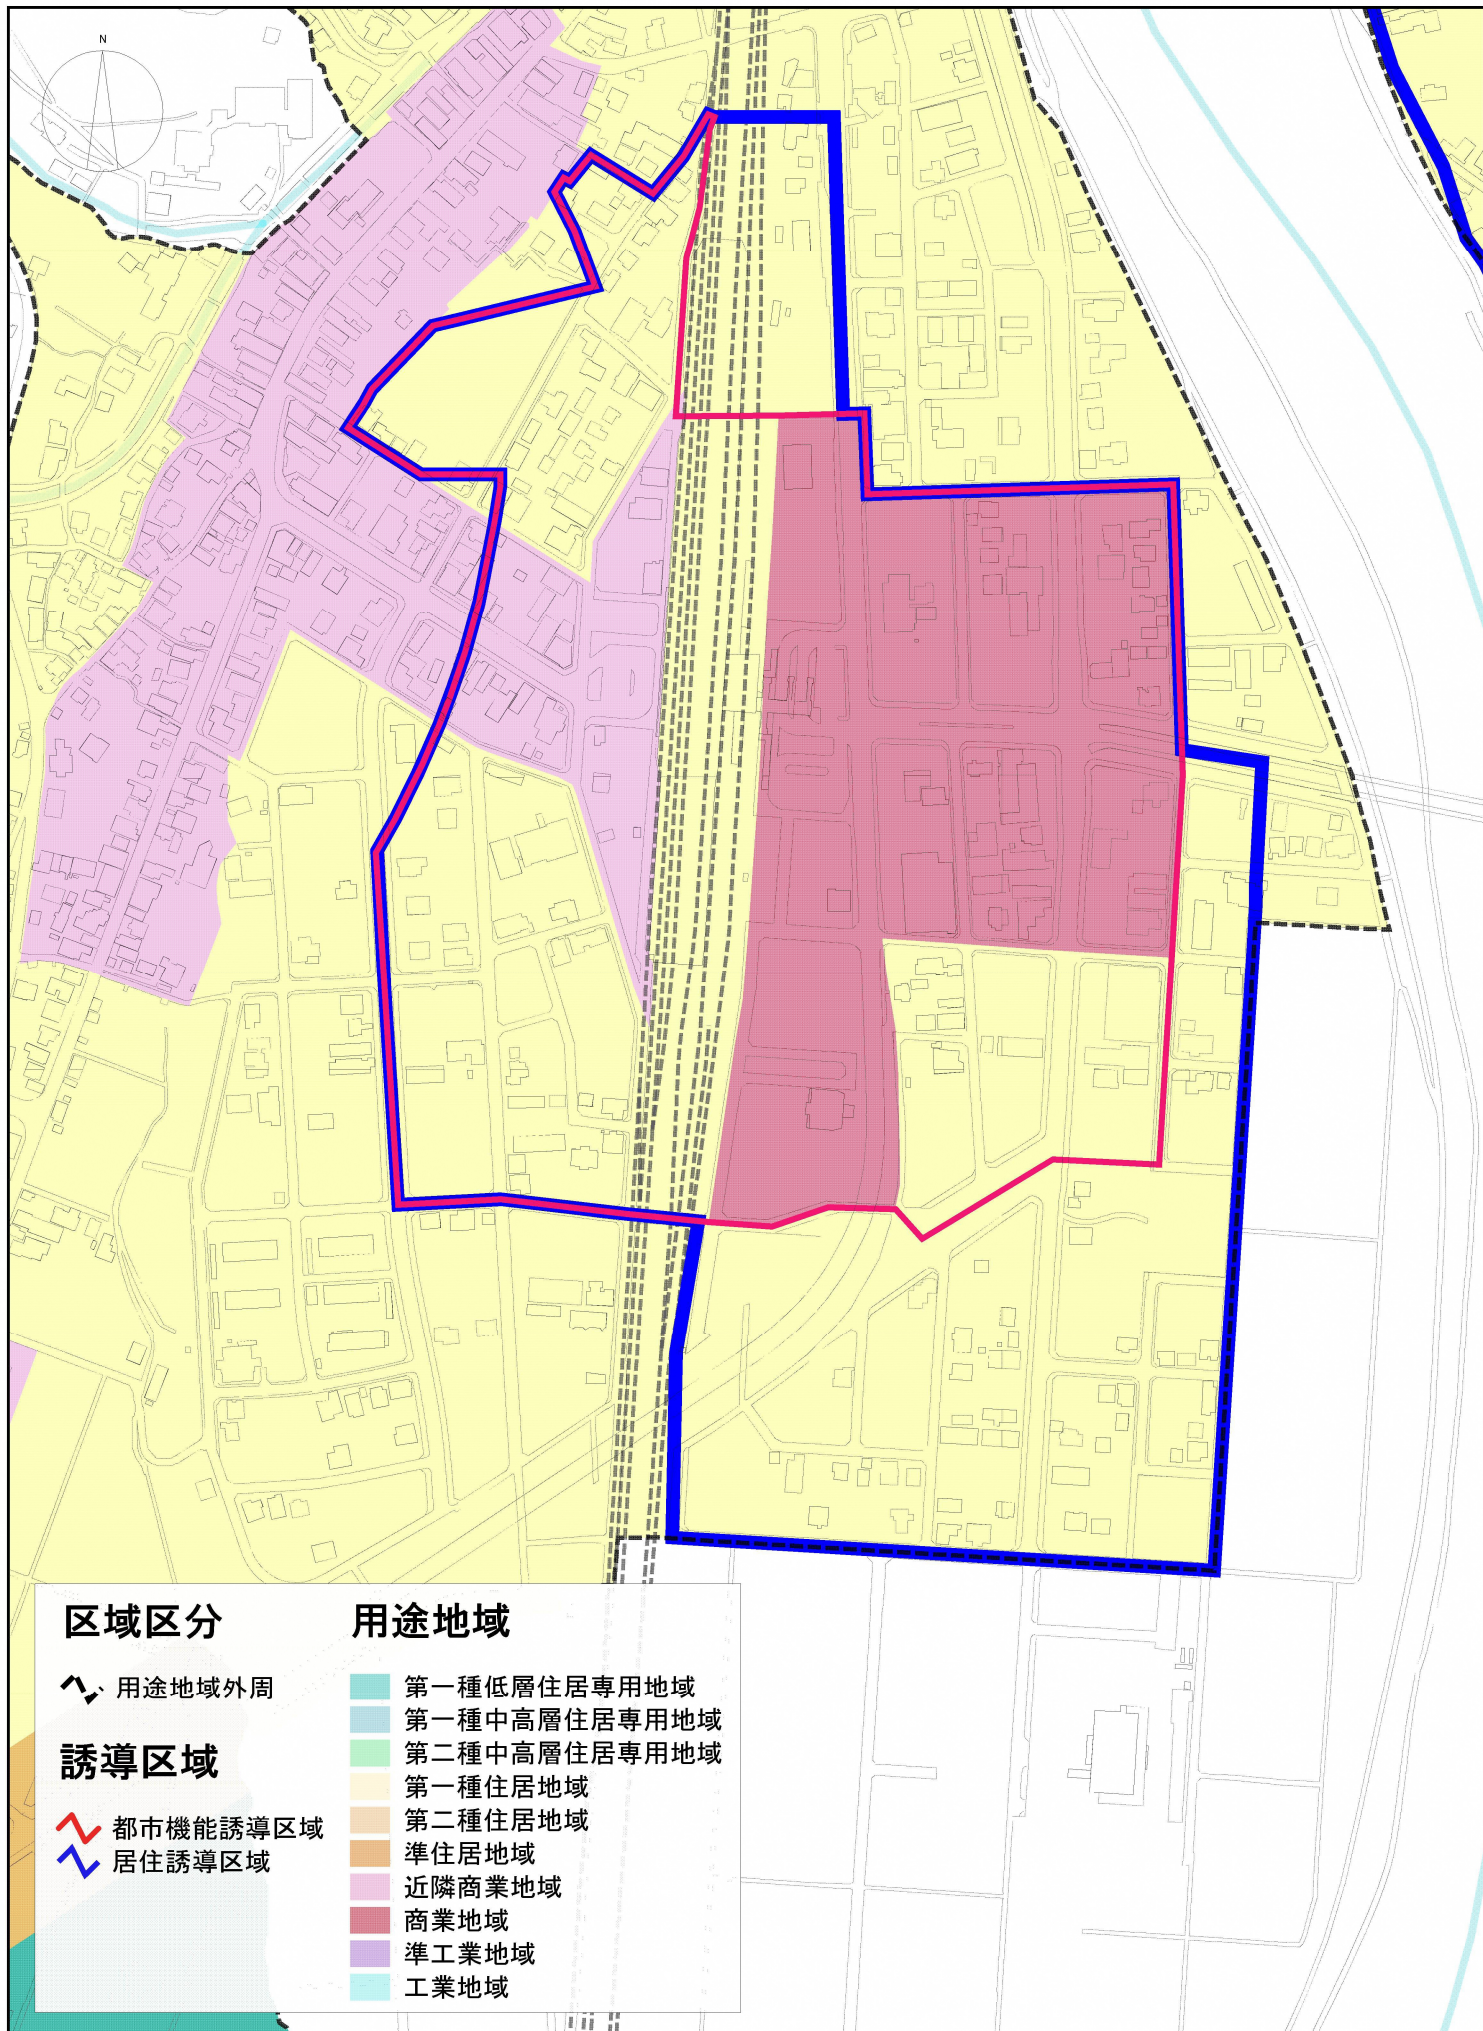 N
区域区分
用途地域外周
誘導区域
都市機能誘導区域
居住誘導区域
用途地域
第一種低層住居専用地域
第一種中高層住居専用地域
第二種中高層住居専用地域
第一種住居地域
第二種住居地域
準住居地域
近隣商業地域
商業地域
準工業地域
工業地域